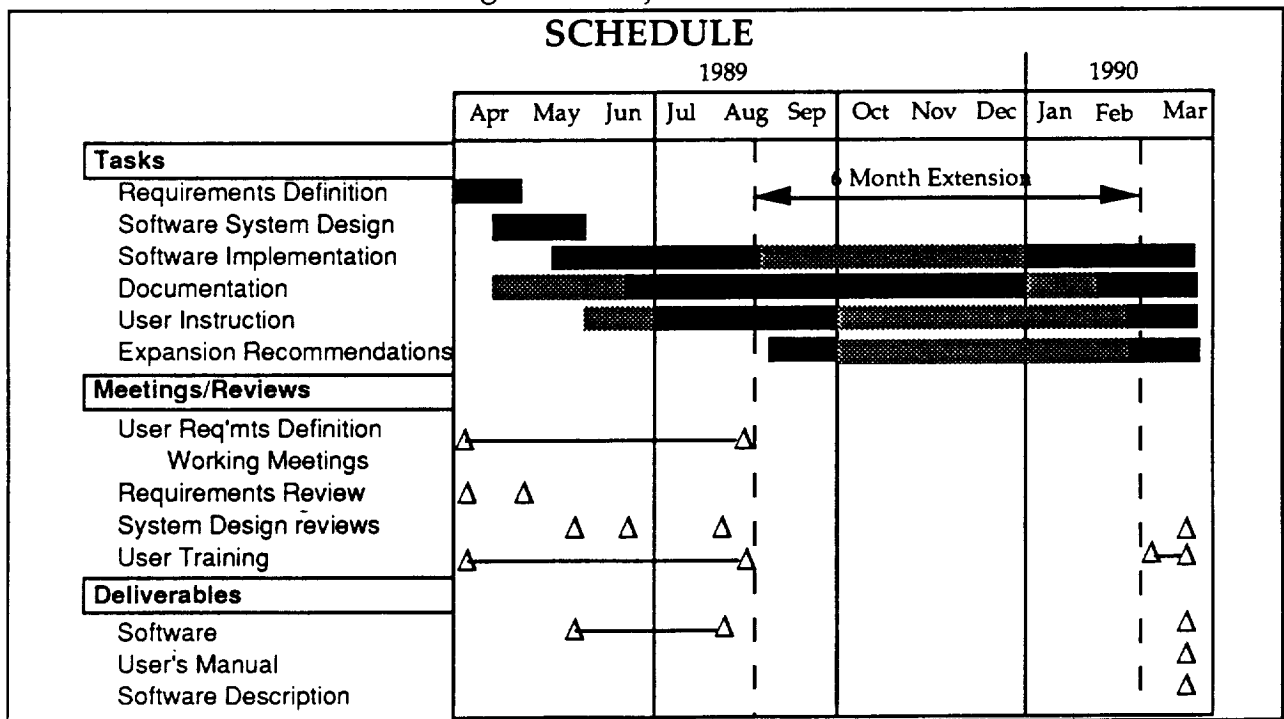 SCHEDULE
1989 1990
Apr May Jun Jul Aug Sep Oct Nov Dec Jan Feb Mar
Tasks
6 Month Extension
Requirements Definition
Software System Design
Software Implementation
Documentation
User Instruction
Expansion Recommendations
Meetings/Reviews
User Req'mts Definition
Working Meetings
Requirements Review
System Design reviews
User Training
Deliverables
Software
User's Manual
Software Description